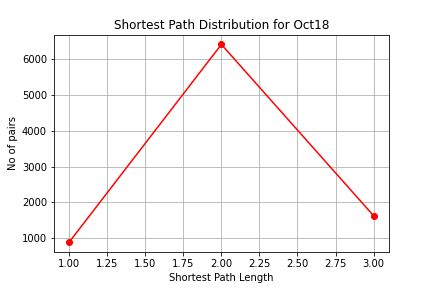 Shortest Path Distribution for Oct18
No of pairs
6000
5000
4000
3000
2000
1000
1.00 1.25 1.50 1.75 2.00 2.25 2.50 2.75 3.00
Shortest Path Length